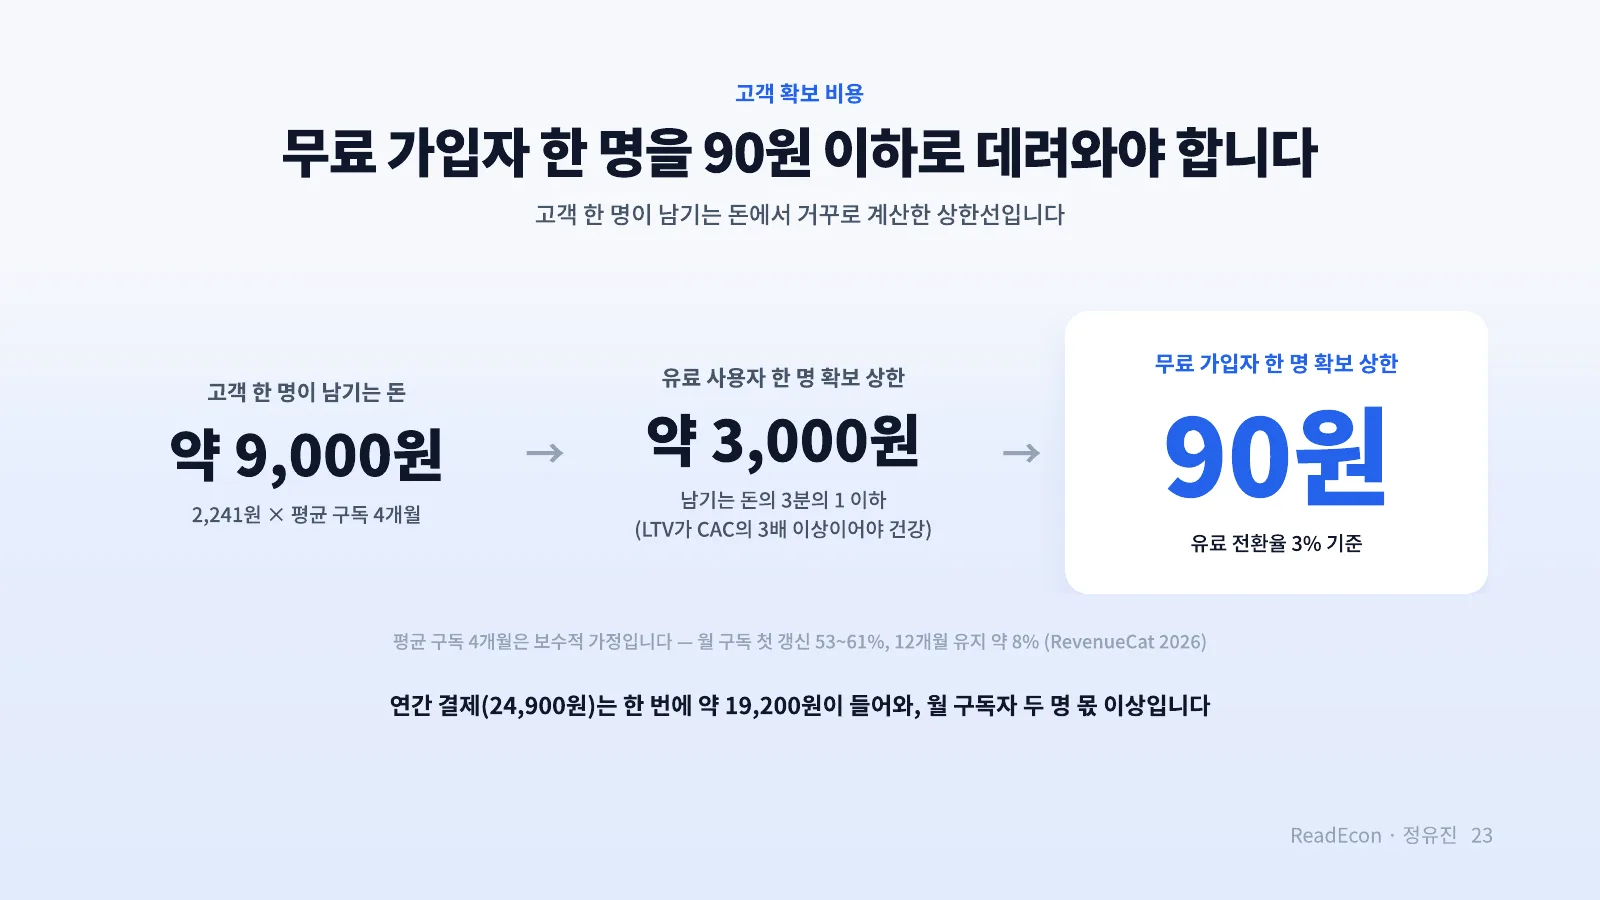 고객 확보 비용
무료 가입자 한 명을 90원 이하로 데려와야 합니다
고객 한 명이 남기는 돈에서 거꾸로 계산한 상한선입니다
고객 한 명이 남기는 돈
약 9,000원
2,241원 × 평균 구독 4개월
→
유료 사용자 한 명 확보 상한
약 3,000원
남기는 돈의 3분의 1 이하
(LTV가 CAC의 3배 이상이어야 건강)
→
무료 가입자 한 명 확보 상한
90원
유료 전환율 3% 기준
평균 구독 4개월은 보수적 가정입니다 — 월 구독 첫 갱신 53~61%, 12개월 유지 약 8% (RevenueCat 2026)
연간 결제(24,900원)는 한 번에 약 19,200원이 들어와, 월 구독자 두 명 몫 이상입니다
ReadEcon · 정유진 23